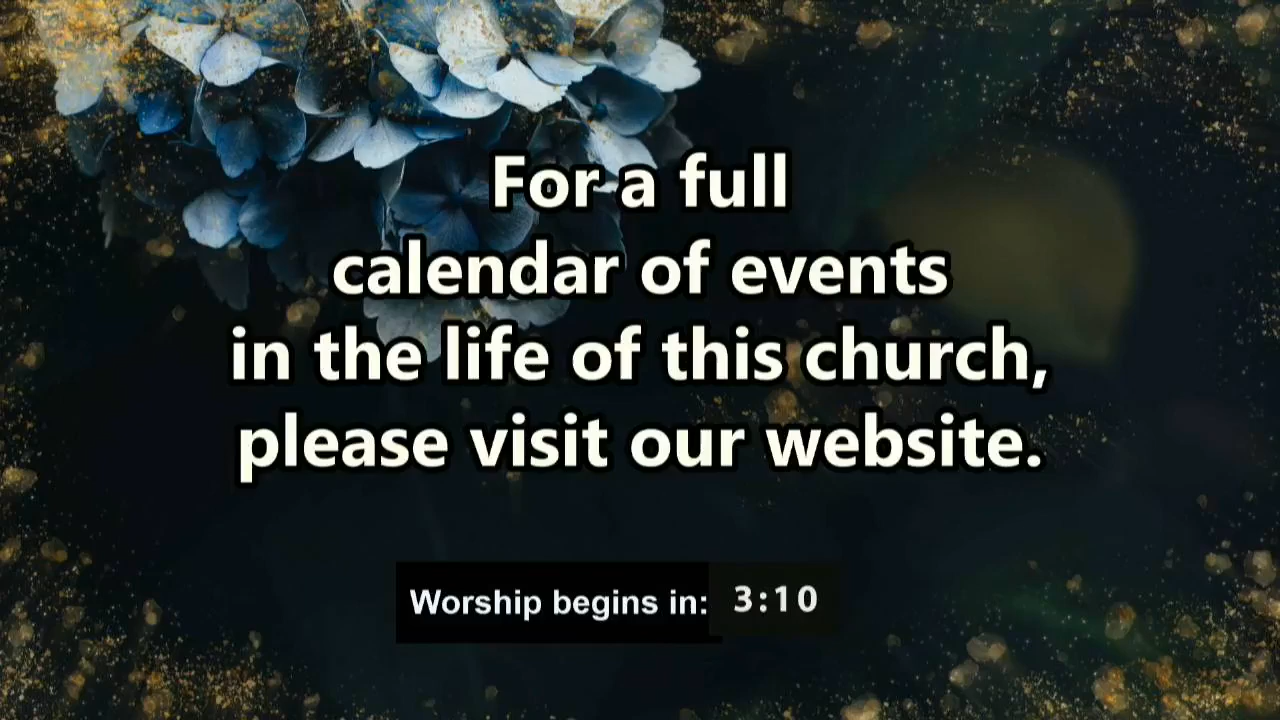 For a full
calendar of events
in the life of this church,
please visit our website.
Worship begins in: 3:10